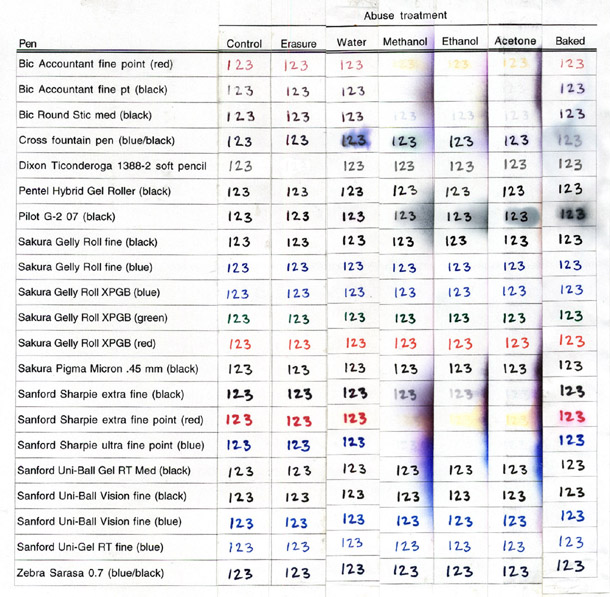 Abuse treatment
Pen Control Erasure Water Methanol Ethanol Acetone Baked
Bic Accountant fine point (red) 123 123 123 123 123
Bic Accountant fine pt (black) 123 123 123 123
Bic Round Stic med (black) 123 123 123 123 123 123
Cross fountain pen (blue/black) 123 123 123 123 123 123 123
Dixon Ticonderoga 1388-2 soft pencil 123 123 123 123 123 123
Pentel Hybrid Gel Roller (black) 123 123 123 123 123 123 123
Pilot G-2 07 (black) 123 123 123 123 123 123 123
Sakura Gelly Roll fine (black) 123 123 123 123 123 123 123
Sakura Gelly Roll fine (blue) 123 123 123 123 123 123 123
Sakura Gelly Roll XPGB (blue) 123 123 123 123 123 123 123
Sakura Gelly Roll XPGB (green) 123 123 123 123 123 123 123
Sakura Gelly Roll XPGB (red) 123 123 123 123 123 123 123
Sakura Pigma Micron .45 mm (black) 123 123 123 123 123 123 123
Sanford Sharpie extra fine (black) 123 123 123 123 123 123
Sanford Sharpie extra fine point (red) 123 123 123 123
Sanford Sharpie ultra fine point (blue) 123 123 123 123
Sanford Uni-Ball Gel RT Med (black) 123 123 123 123 123 123 123
Sanford Uni-Ball Vision fine (black) 123 123 123 123 123 123 123
Sanford Uni-Ball Vision fine (blue) 123 123 123 123 123 123 123
Sanford Uni-Gel RT fine (blue) 123 123 123 123 123 123 123
Zebra Sarasa 0.7 (blue/black) 123 123 123 123 123 123 123